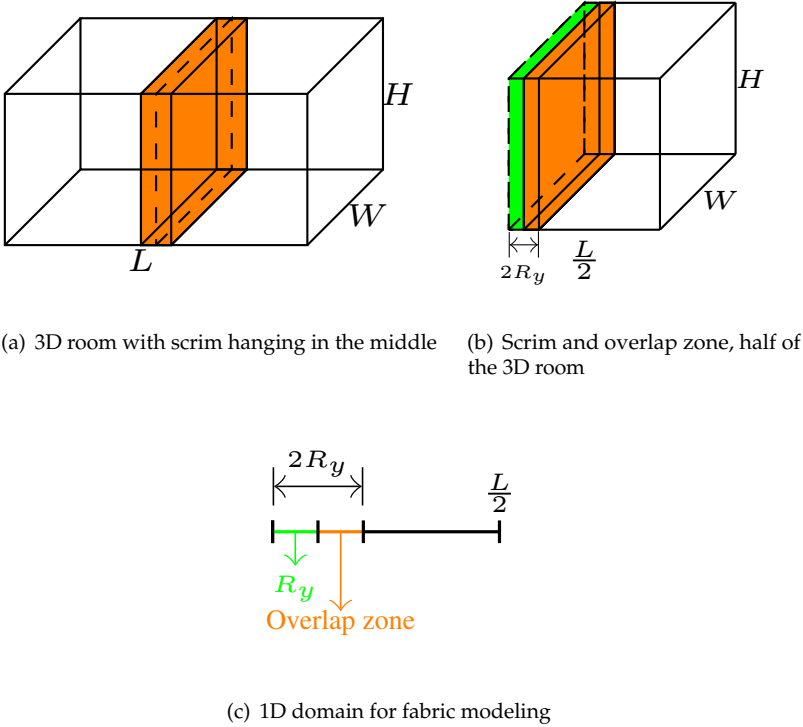 H
W
L
H
W
2R_y
L/2
(a) 3D room with scrim hanging in the middle
(b) Scrim and overlap zone, half of
the 3D room
2R_y
L/2
R_y
Overlap zone
(c) 1D domain for fabric modeling